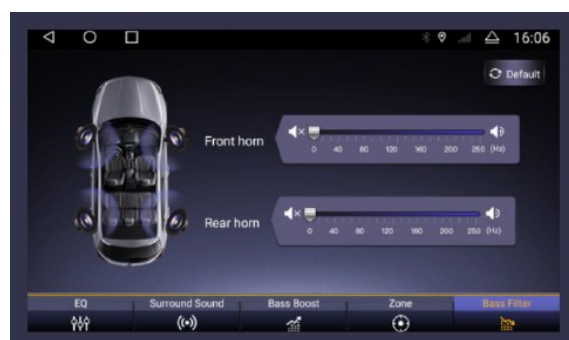 16:06
Default
Front horn
0 40 80 120 160 200 250 (Hz)
Rear horn
0 40 80 120 160 200 250 (Hz)
EQ Surround Sound Bass Boost Zone Bass Filter